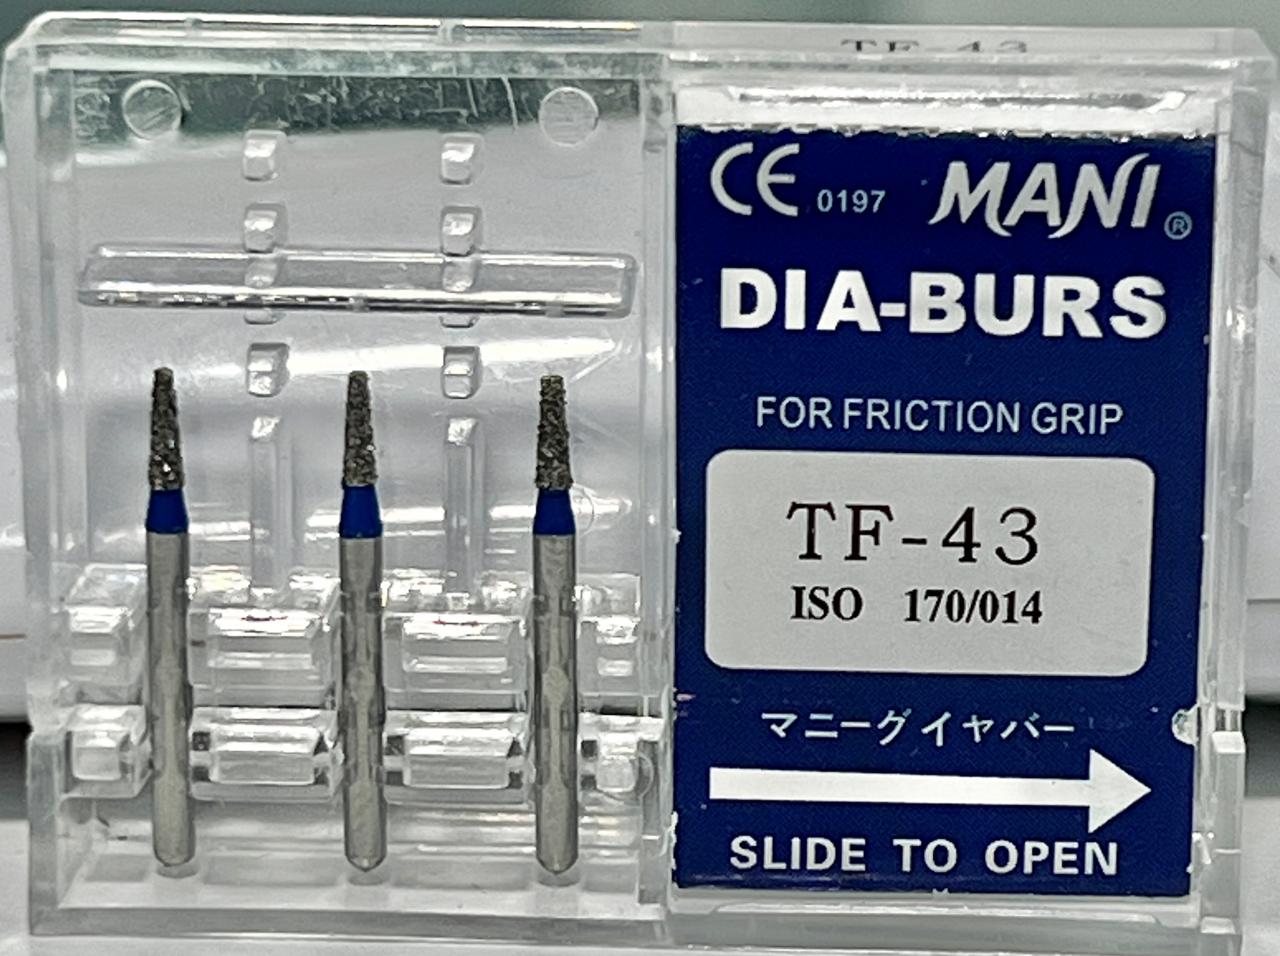 TF-43
CE 0197 MANI®
DIA-BURS
FOR FRICTION GRIP
TF-43
ISO 170/014
マニーグイヤバー
SLIDE TO OPEN